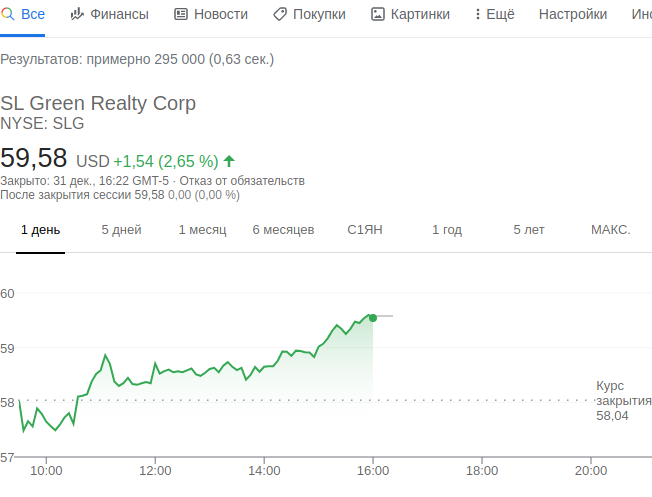 Все Финансы Новости Покупки Картинки Ещё Настройки Инс
Результатов: примерно 295 000 (0,63 сек.)
SL Green Realty Corp
NYSE: SLG
59,58 USD +1,54 (2,65 %)
Закрыто: 31 дек., 16:22 GMT-5 · Отказ от обязательств
После закрытия сессии 59,58 0,00 (0,00 %)
1 день 5 дней 1 месяц 6 месяцев С1ЯН 1 год 5 лет МАКС.
60
59
58
57
Курс
закрытия
58,04
10:00 12:00 14:00 16:00 18:00 20:00